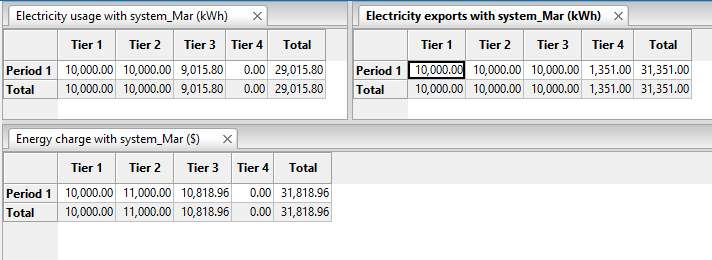 Electricity usage with system_Mar (kWh)
Tier 1 Tier 2 Tier 3 Tier 4 Total
Period 1 10,000.00 10,000.00 9,015.80 0.00 29,015.80
Total 10,000.00 10,000.00 9,015.80 0.00 29,015.80
Electricity exports with system_Mar (kWh)
Tier 1 Tier 2 Tier 3 Tier 4 Total
Period 1 10,000.00 10,000.00 10,000.00 1,351.00 31,351.00
Total 10,000.00 10,000.00 10,000.00 1,351.00 31,351.00
Energy charge with system_Mar ($)
Tier 1 Tier 2 Tier 3 Tier 4 Total
Period 1 10,000.00 11,000.00 10,818.96 0.00 31,818.96
Total 10,000.00 11,000.00 10,818.96 0.00 31,818.96